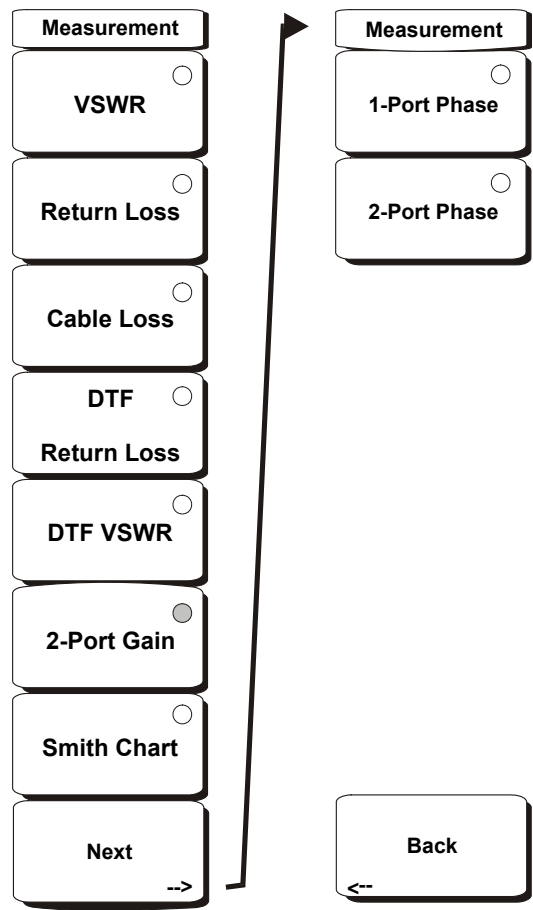 Measurement
VSWR
Return Loss
Cable Loss
DTF
Return Loss
DTF VSWR
2-Port Gain
Smith Chart
Next
-->
Measurement
1-Port Phase
2-Port Phase
Back
<--